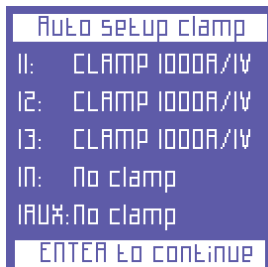 Auto setup clamp
I1: CLAMP 1000A/1V
I2: CLAMP 1000A/1V
I3: CLAMP 1000A/1V
IN: No clamp
IAUX: No clamp
ENTER to continue